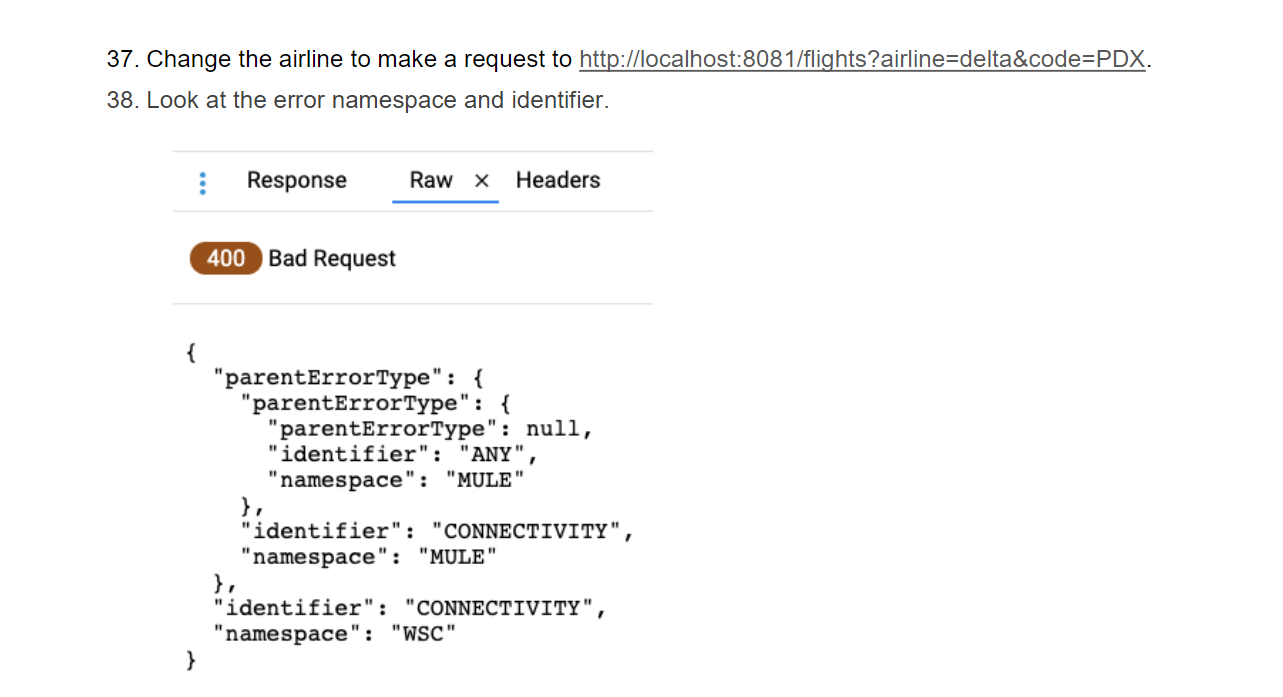 37. Change the airline to make a request to http://localhost:8081/flights?airline=delta&code=PDX.
38. Look at the error namespace and identifier.
Response Raw × Headers
400 Bad Request
{
"parentErrorType": {
"parentErrorType": {
"parentErrorType": null,
"identifier": "ANY",
"namespace": "MULE"
},
"identifier": "CONNECTIVITY",
"namespace": "MULE"
},
"identifier": "CONNECTIVITY",
"namespace": "WSC"
}